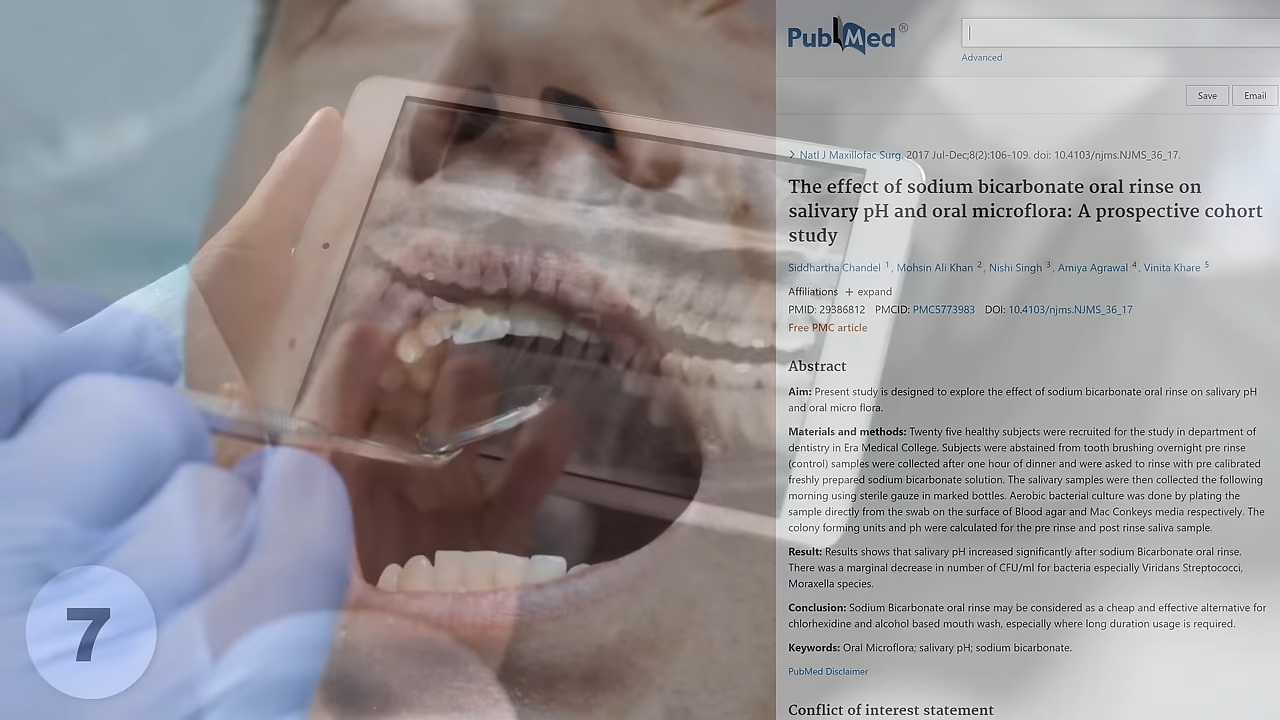 PubMed®
Advanced
Save
Email
> Natl J Maxillofac Surg. 2017 Jul-Dec;8(2):106-109. doi: 10.4103/njms.NJMS_36_17.
The effect of sodium bicarbonate oral rinse on
salivary pH and oral microflora: A prospective cohort
study
Siddhartha Chandel 1, Mohsin Ali Khan 2, Nishi Singh 3, Amiya Agrawal 4, Vinita Khare 5
Affiliations + expand
PMID: 29386812 PMCID: PMC5773983 DOI: 10.4103/njms.NJMS_36_17
Free PMC article
Abstract
Aim: Present study is designed to explore the effect of sodium bicarbonate oral rinse on salivary pH
and oral micro flora.
Materials and methods: Twenty five healthy subjects were recruited for the study in department of
dentistry in Era Medical College. Subjects were abstained from tooth brushing overnight pre rinse
(control) samples were collected after one hour of dinner and were asked to rinse with pre calibrated
freshly prepared sodium bicarbonate solution. The salivary samples were then collected the following
morning using sterile gauze in marked bottles. Aerobic bacterial culture was done by plating the
sample directly from the swab on the surface of Blood agar and Mac Conkeys media respectively. The
colony forming units and ph were calculated for the pre rinse and post rinse saliva sample.
Result: Results shows that salivary pH increased significantly after sodium Bicarbonate oral rinse.
There was a marginal decrease in number of CFU/ml for bacteria especially Viridans Streptococci,
Moraxella species.
Conclusion: Sodium Bicarbonate oral rinse may be considered as a cheap and effective alternative for
chlorhexidine and alcohol based mouth wash, especially where long duration usage is required.
Keywords: Oral Microflora; salivary pH; sodium bicarbonate.
PubMed Disclaimer
Conflict of interest statement
7